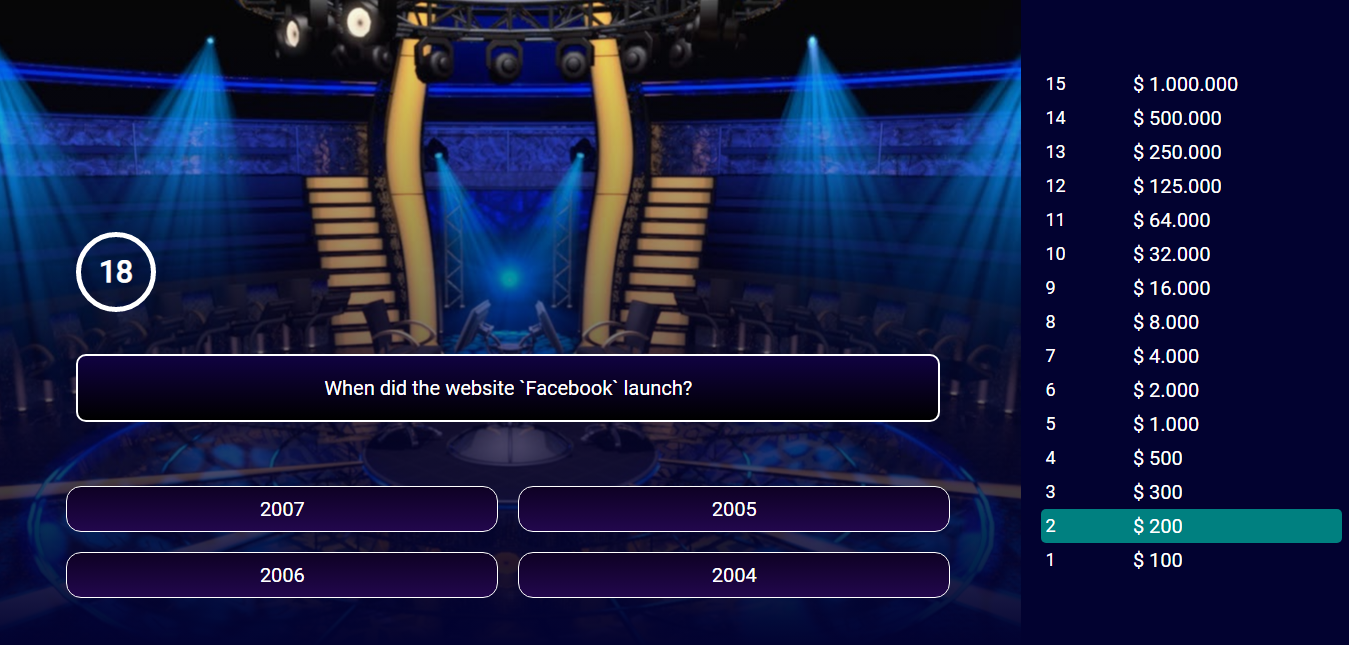 18
When did the website `Facebook` launch?
2007
2005
2006
2004
15 $ 1.000.000
14 $ 500.000
13 $ 250.000
12 $ 125.000
11 $ 64.000
10 $ 32.000
9 $ 16.000
8 $ 8.000
7 $ 4.000
6 $ 2.000
5 $ 1.000
4 $ 500
3 $ 300
2 $ 200
1 $ 100